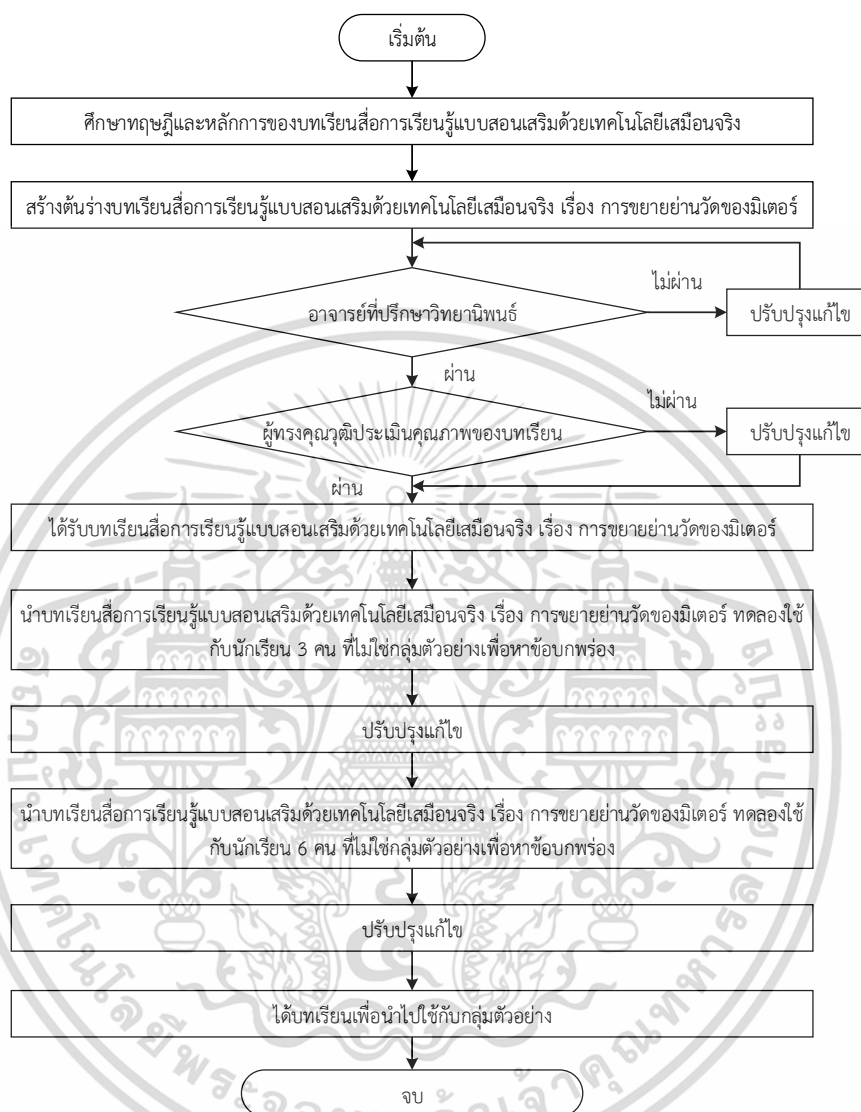 เริ่มต้น
ศึกษาทฤษฎีและหลักการของบทเรียนสื่อการเรียนรู้แบบสอนเสริมด้วยเทคโนโลยีเสมือนจริง
สร้างต้นร่างบทเรียนสื่อการเรียนรู้แบบสอนเสริมด้วยเทคโนโลยีเสมือนจริง เรื่อง การขยายย่านวัดของมิเตอร์
อาจารย์ที่ปรึกษาวิทยานิพนธ์
ไม่ผ่าน
ปรับปรุงแก้ไข
ผ่าน
ผู้ทรงคุณวุฒิประเมินคุณภาพของบทเรียน
ไม่ผ่าน
ปรับปรุงแก้ไข
ผ่าน
ได้รับบทเรียนสื่อการเรียนรู้แบบสอนเสริมด้วยเทคโนโลยีเสมือนจริง เรื่อง การขยายย่านวัดของมิเตอร์
นำบทเรียนสื่อการเรียนรู้แบบสอนเสริมด้วยเทคโนโลยีเสมือนจริง เรื่อง การขยายย่านวัดของมิเตอร์ ทดลองใช้
กับนักเรียน 3 คน ที่ไม่ใช่กลุ่มตัวอย่างเพื่อหาข้อบกพร่อง
ปรับปรุงแก้ไข
นำบทเรียนสื่อการเรียนรู้แบบสอนเสริมด้วยเทคโนโลยีเสมือนจริง เรื่อง การขยายย่านวัดของมิเตอร์ ทดลองใช้
กับนักเรียน 6 คน ที่ไม่ใช่กลุ่มตัวอย่างเพื่อหาข้อบกพร่อง
ปรับปรุงแก้ไข
ได้บทเรียนเพื่อนำไปใช้กับกลุ่มตัวอย่าง
จบ